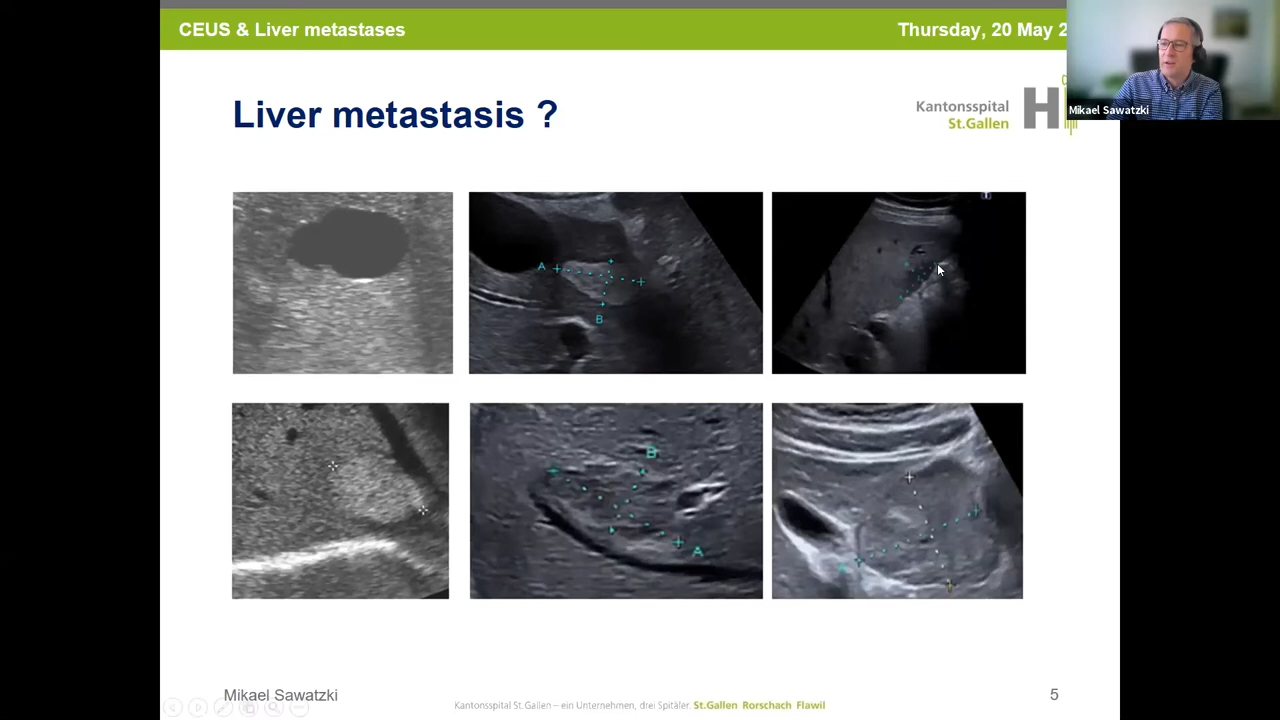 CEUS & Liver metastases
Thursday, 20 May 2
Mikael Sawatzki
Liver metastasis ?
Kantonsspital
St.Gallen
H
A
B
B
A
Mikael Sawatzki
Kantonsspital St.Gallen – ein Unternehmen, drei Spitäler. St.Gallen Rorschach Flawil
5